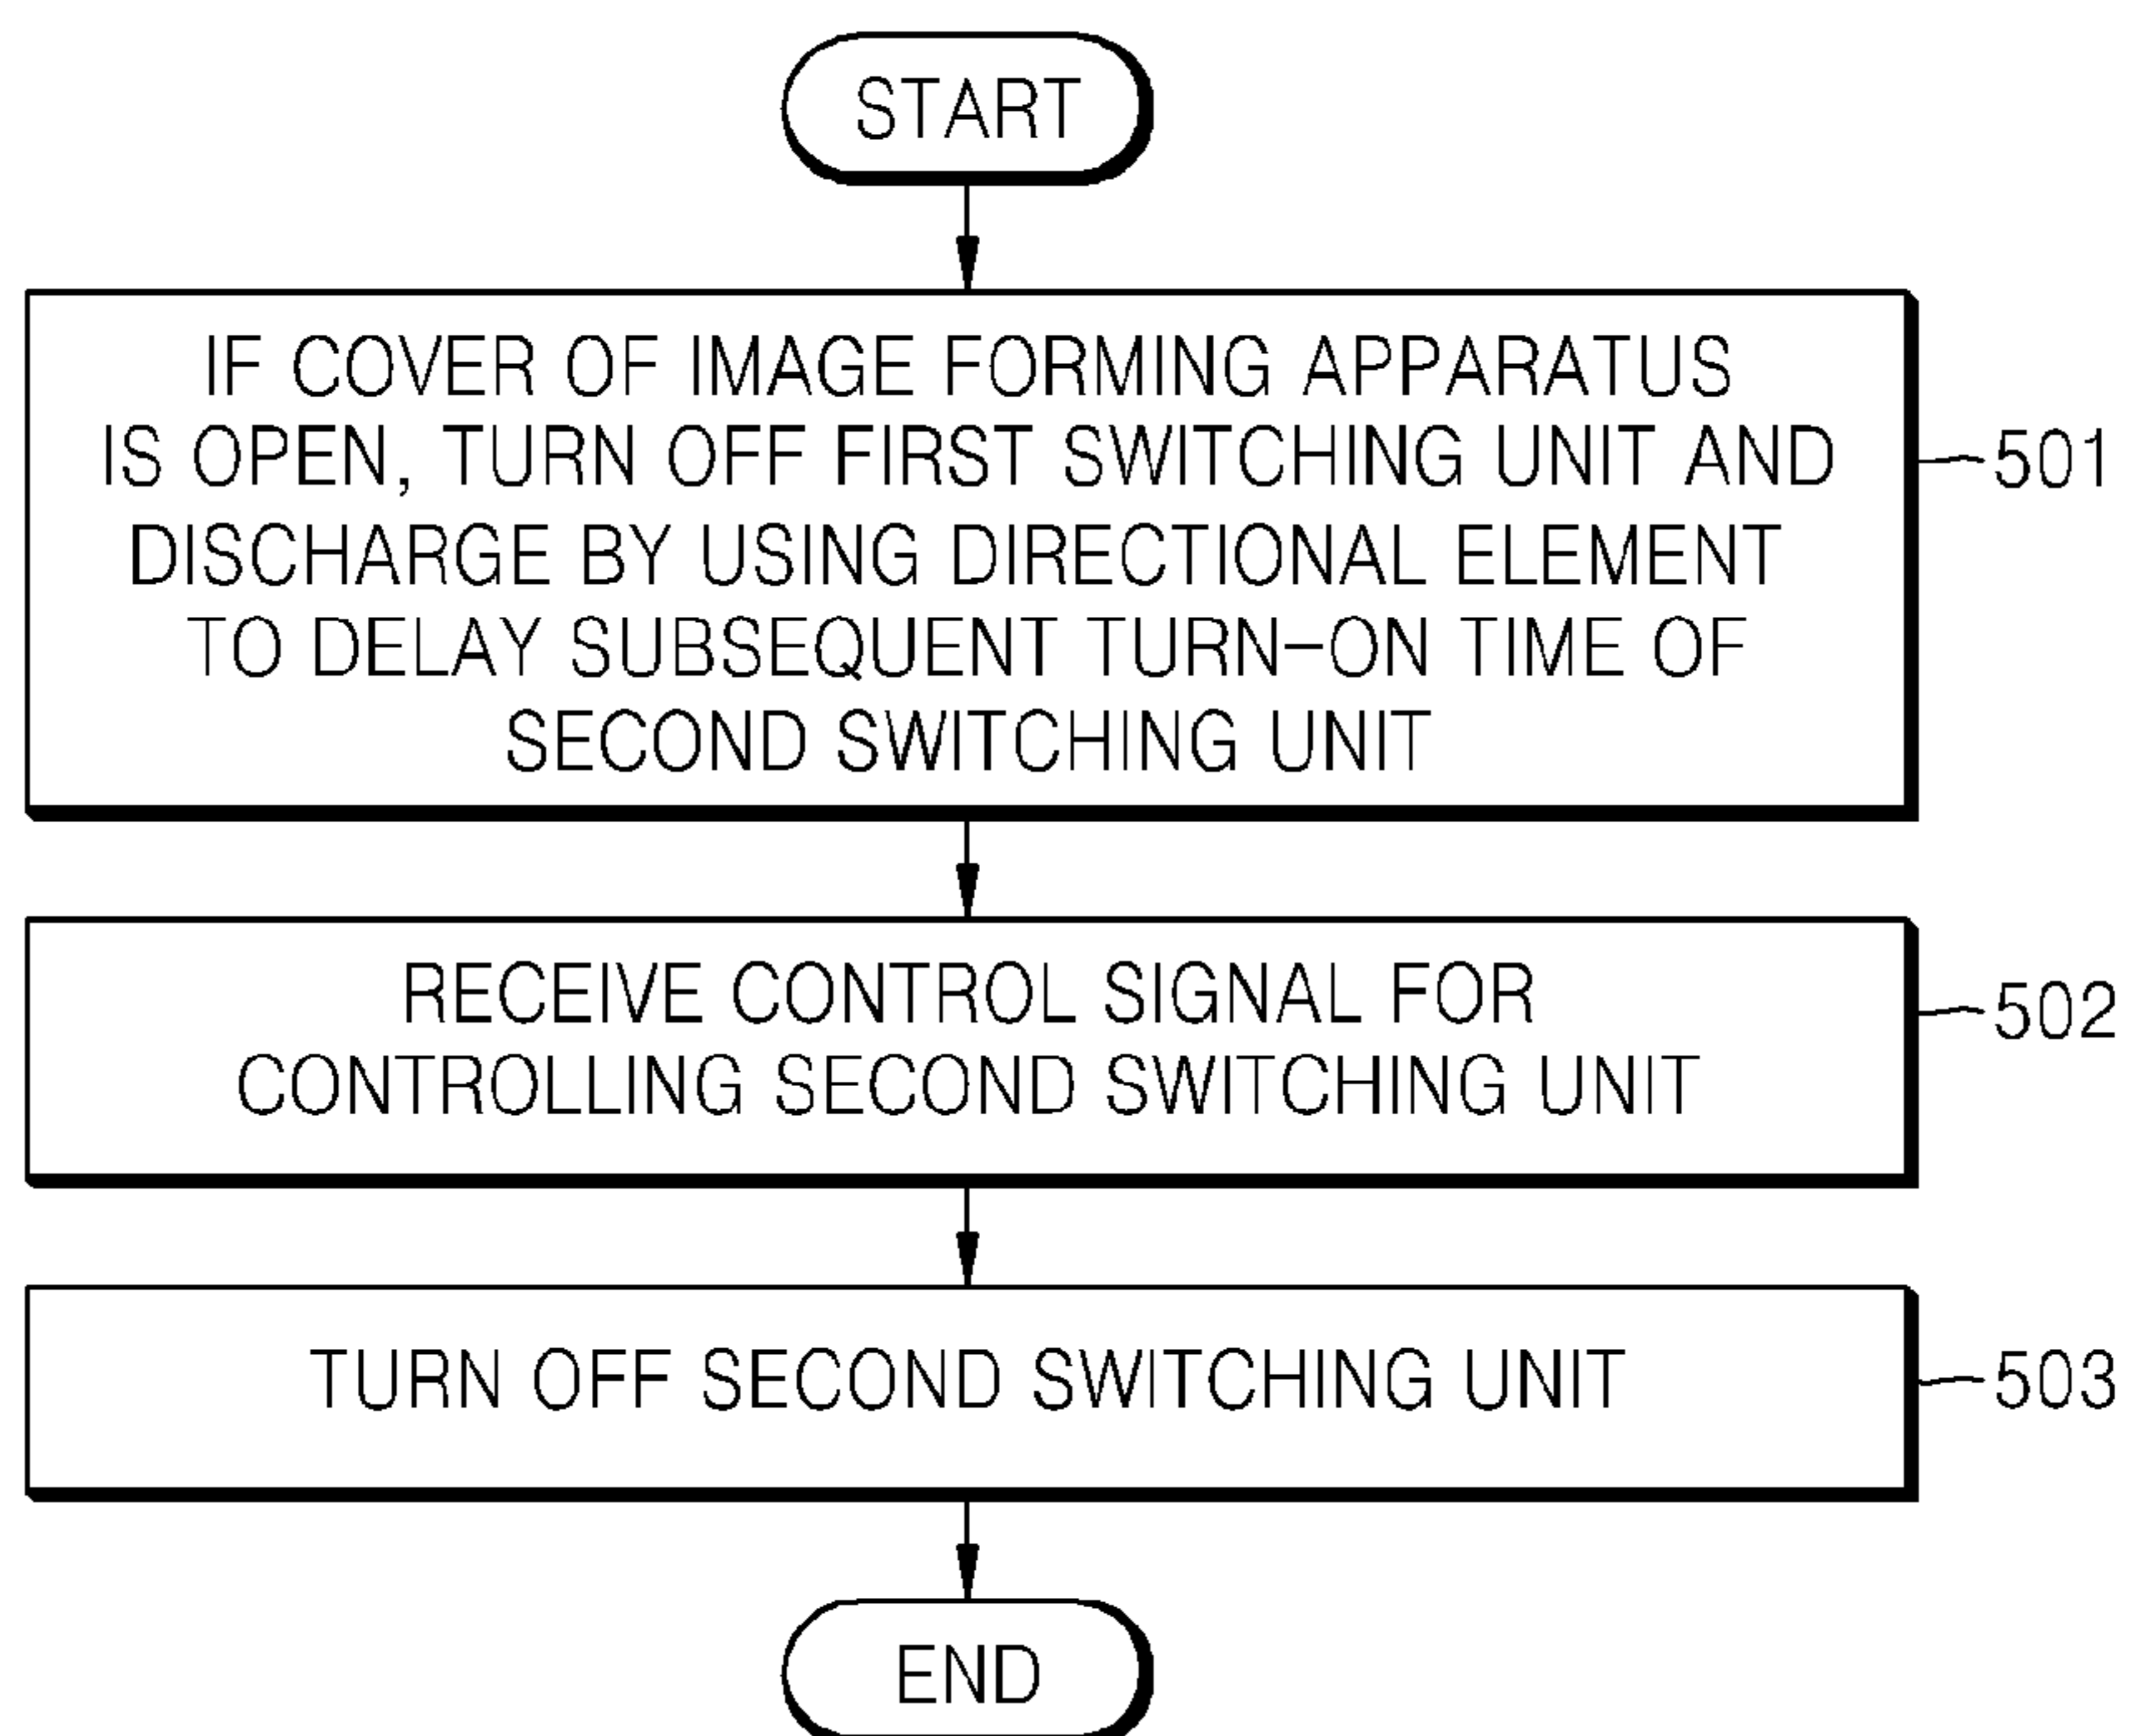 START
IF COVER OF IMAGE FORMING APPARATUS
IS OPEN, TURN OFF FIRST SWITCHING UNIT AND
DISCHARGE BY USING DIRECTIONAL ELEMENT
TO DELAY SUBSEQUENT TURN-ON TIME OF
SECOND SWITCHING UNIT
501
RECEIVE CONTROL SIGNAL FOR
CONTROLLING SECOND SWITCHING UNIT
502
TURN OFF SECOND SWITCHING UNIT
503
END